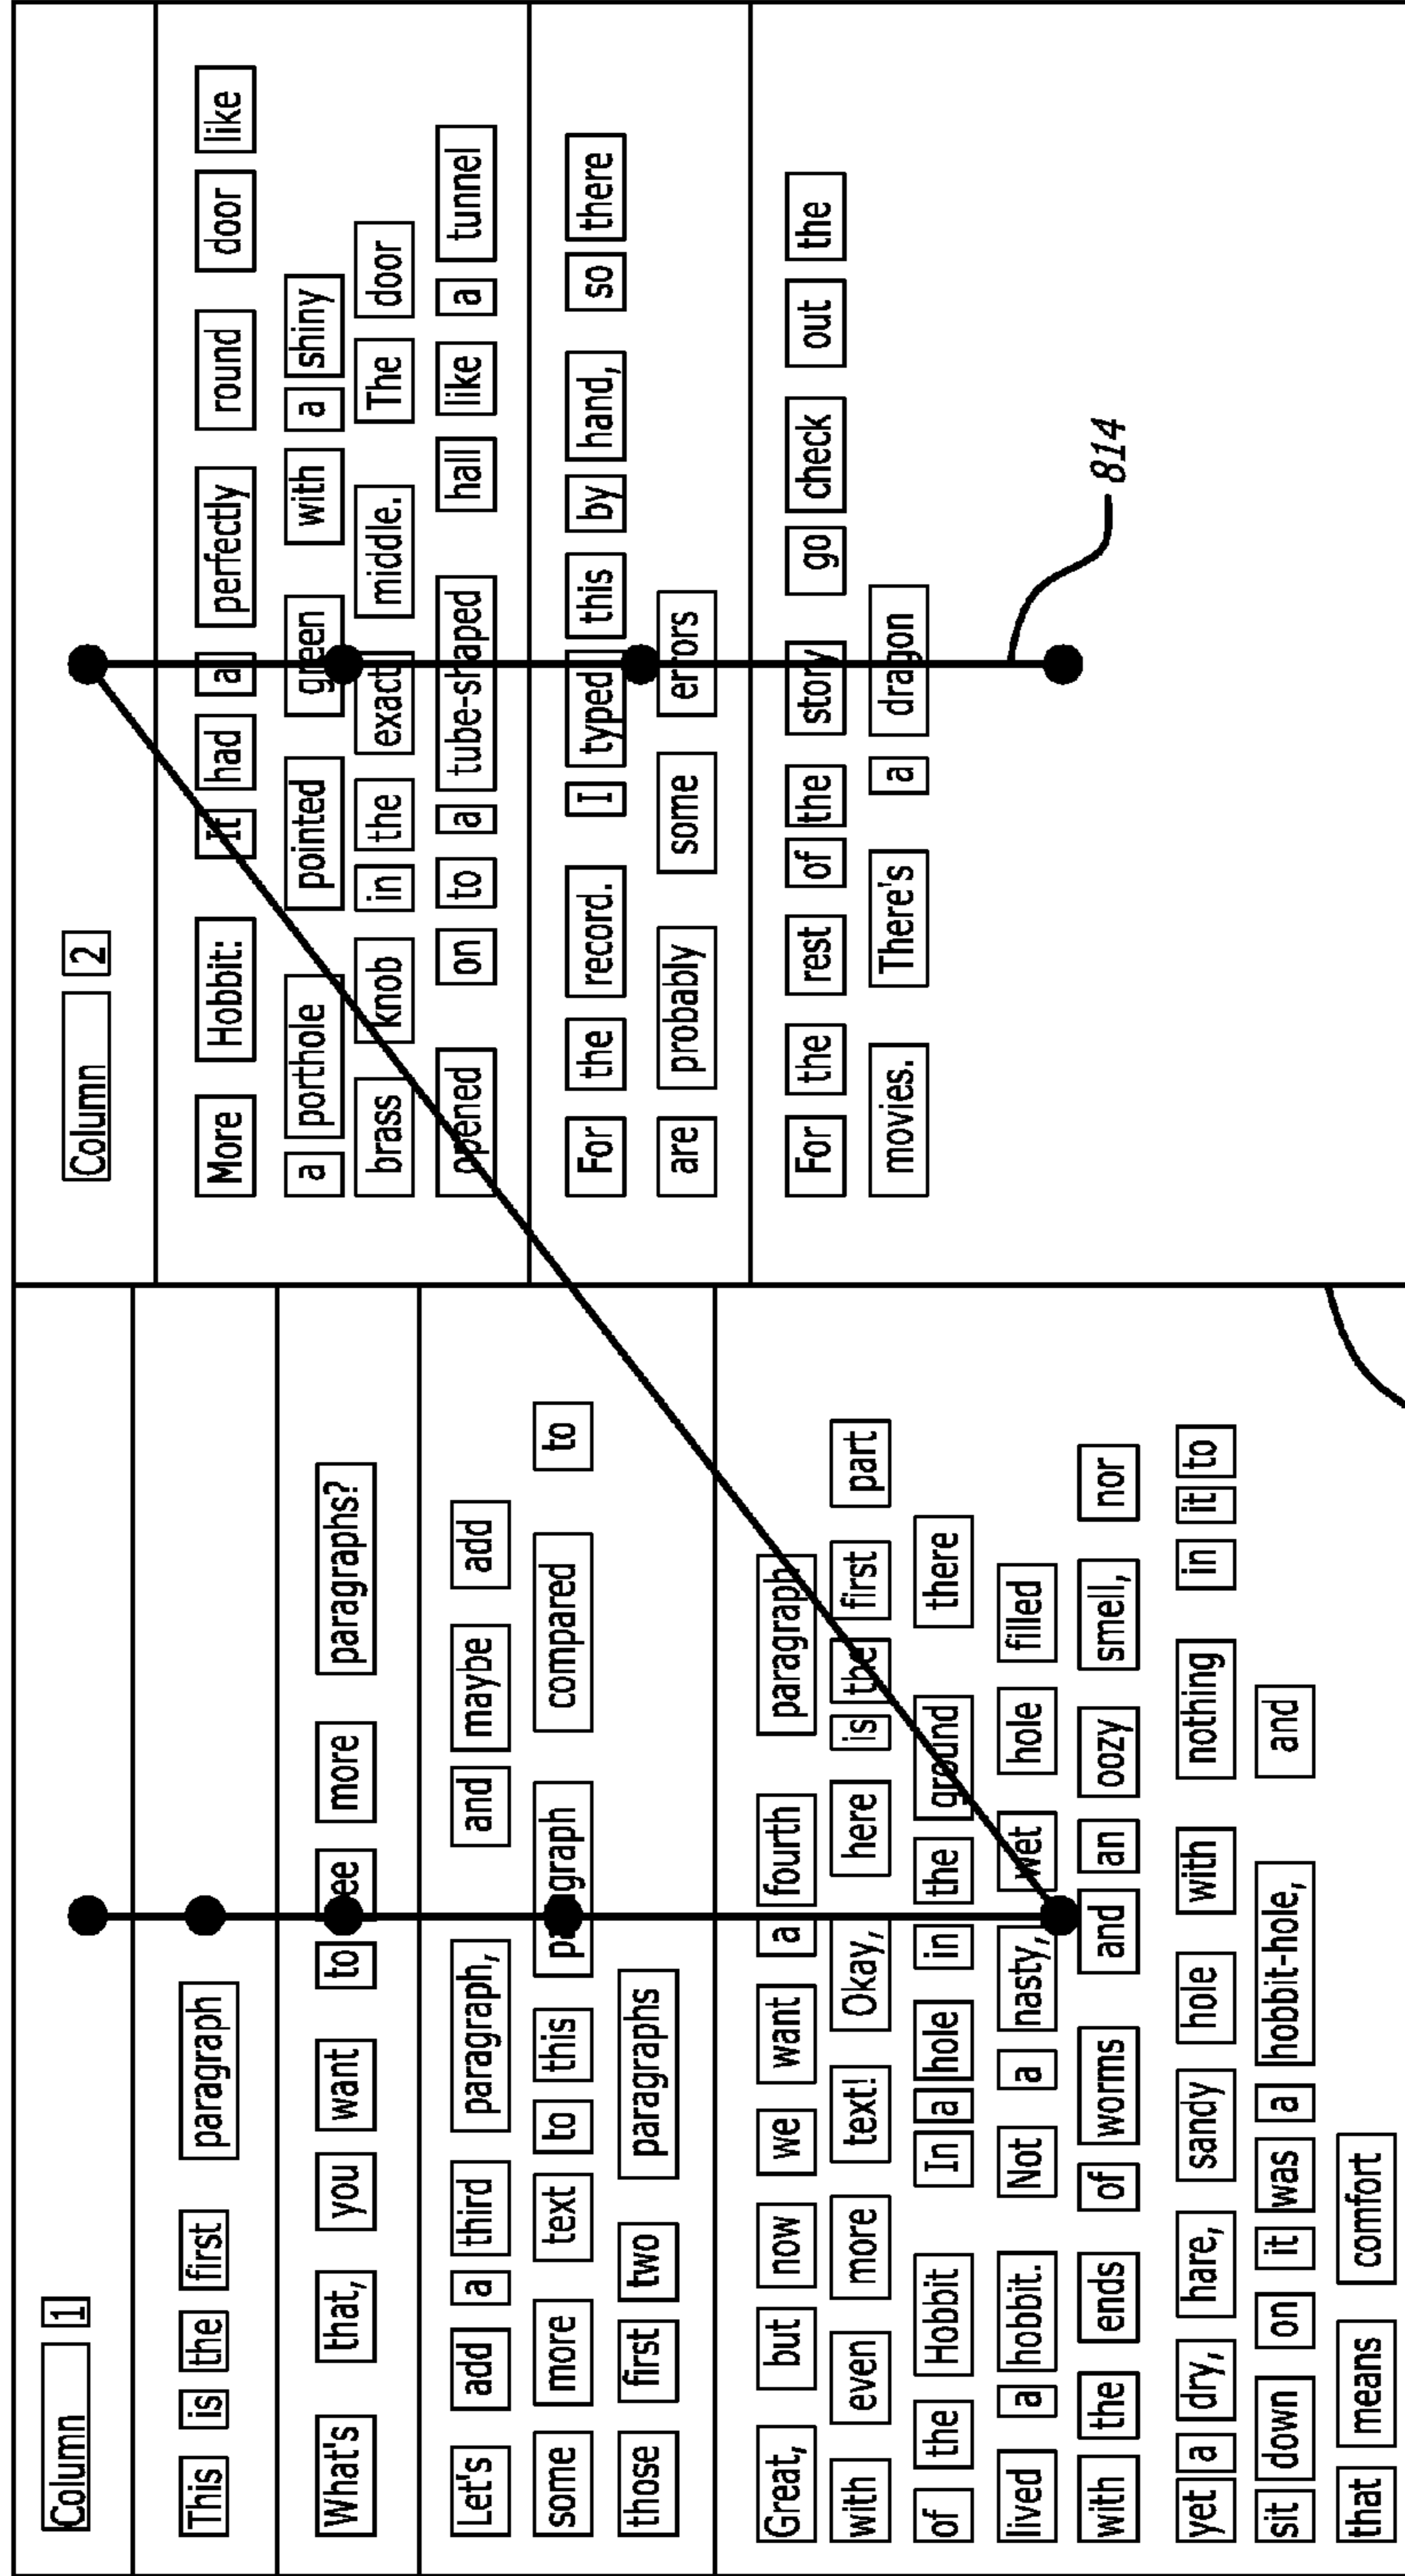 Column 1
This is the first paragraph
What's that, you want to ee more paragraphs?
Let's add a third paragraph, and maybe add
some more text to this paragraph compared to
those first two paragraphs
Great, but now we want a fourth paragraph
with even more text! Okay, here is the first part
of the Hobbit In a hole in the ground there
lived a hobbit. Not a nasty, wet hole filled
with the ends of worms and an oozy smell, nor
yet a dry, hare, sandy hole with nothing in it to
sit down on it was a hobbit-hole, and
that means comfort
Column 2
More Hobbit: It had a perfectly round door like
a porthole pointed green with a shiny
brass knob in the exact middle. The door
opened on to a tube-shaped hall like a tunnel
For the record. I typed this by hand, so there
are probably some errors
For the rest of the story go check out the
movies. There's a dragon
814